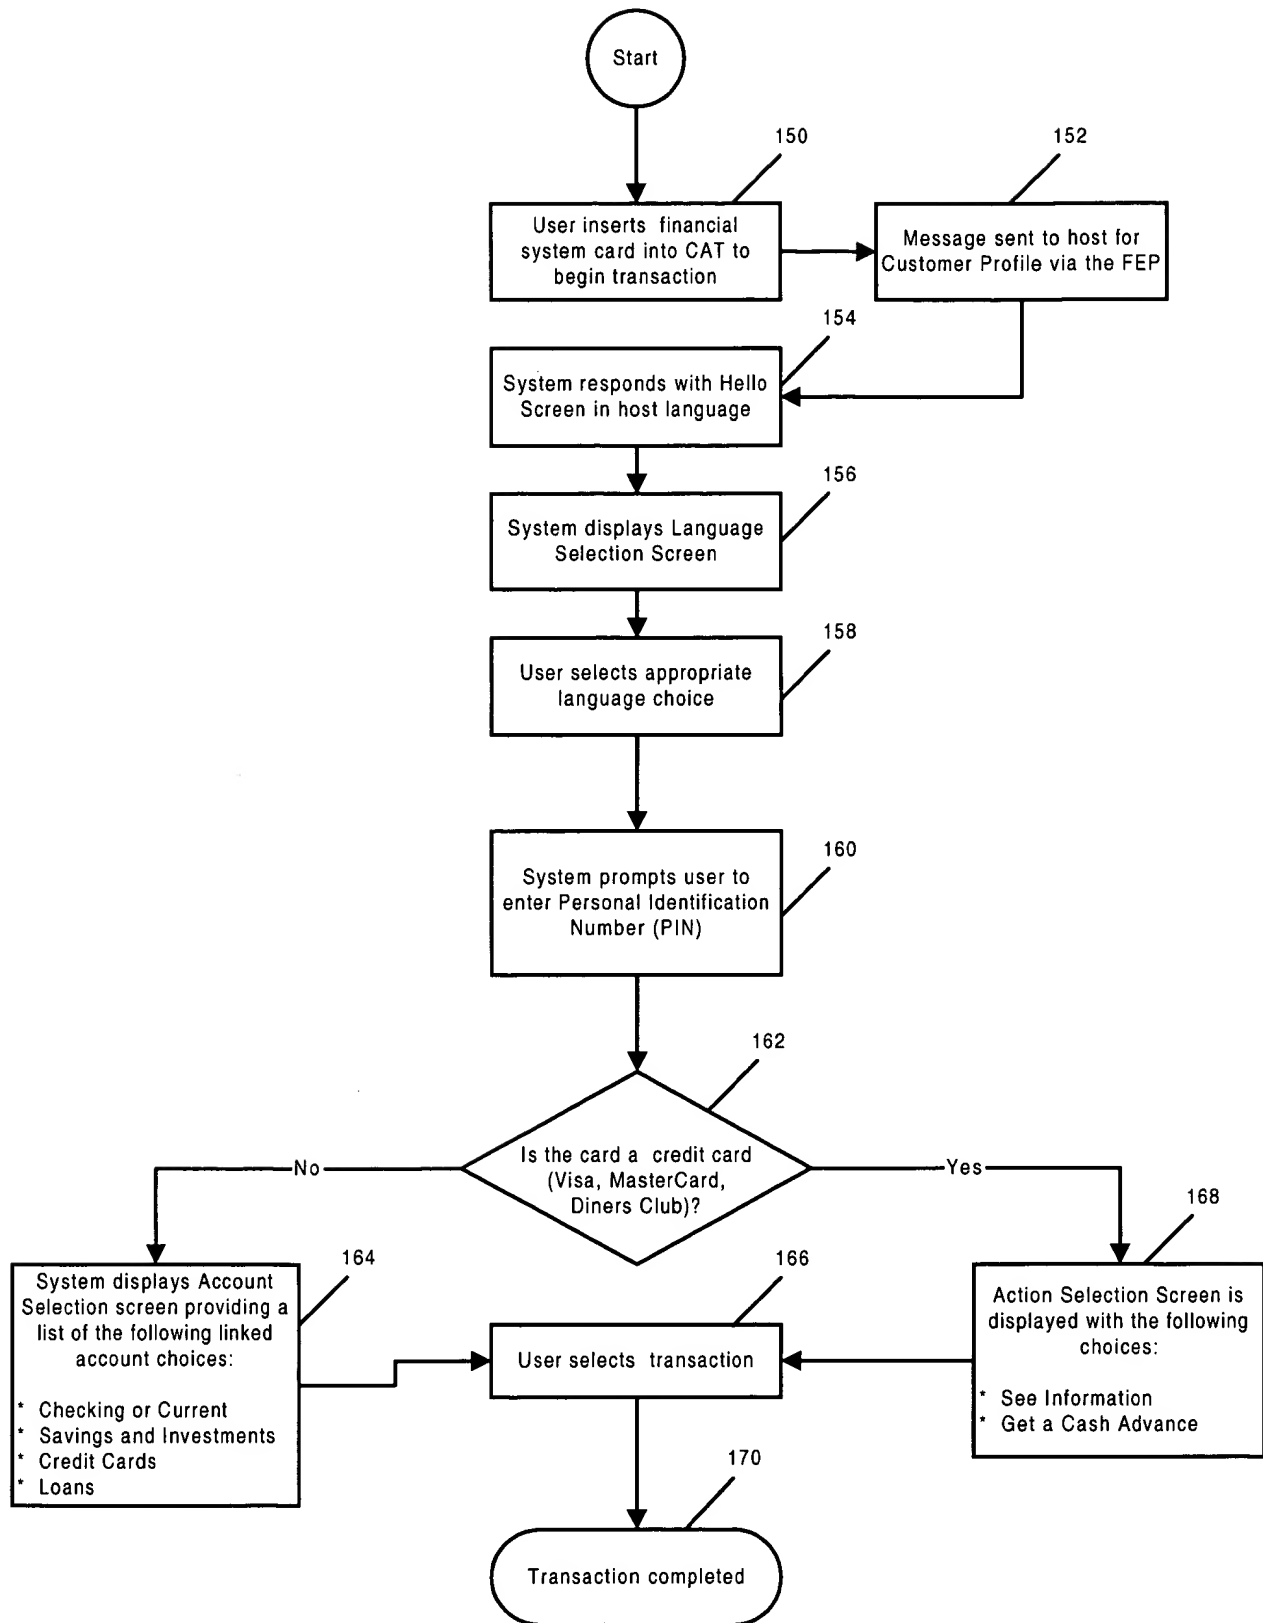 Start
150
152
User inserts financial
system card into CAT to
begin transaction
Message sent to host for
Customer Profile via the FEP
154
System responds with Hello
Screen in host language
156
System displays Language
Selection Screen
158
User selects appropriate
language choice
160
System prompts user to
enter Personal Identification
Number (PIN)
162
Is the card a credit card
(Visa, MasterCard,
Diners Club)?
No
Yes
164
System displays Account
Selection screen providing a
list of the following linked
account choices:
* Checking or Current
* Savings and Investments
* Credit Cards
* Loans
166
User selects transaction
168
Action Selection Screen is
displayed with the following
choices:
* See Information
* Get a Cash Advance
170
Transaction completed